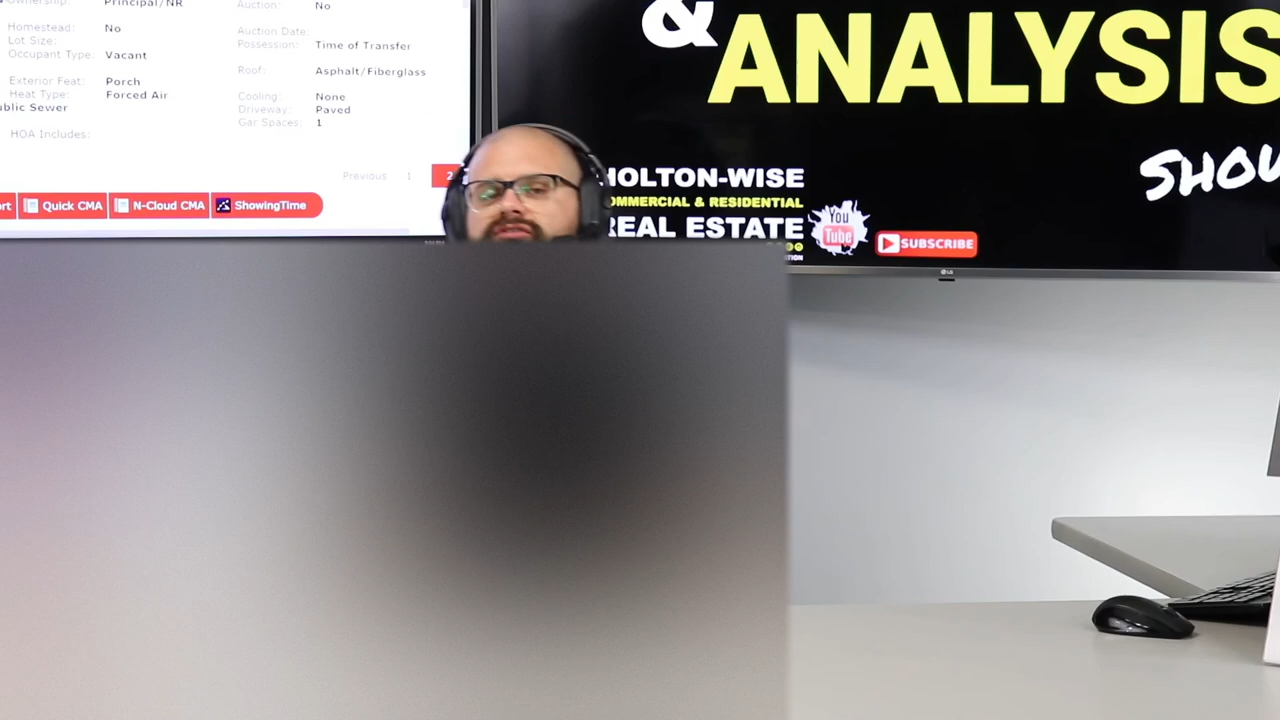 Ownership: Principal/NR
Auction: No
Homestead: No
Auction Date:
Lot Size:
Possession: Time of Transfer
Occupant Type: Vacant
Roof: Asphalt/Fiberglass
Exterior Feat: Porch
Heat Type: Forced Air
Cooling: None
ublic Sewer
Driveway: Paved
Gar Spaces: 1
HOA Includes:
Previous 1 2
rt Quick CMA N-Cloud CMA ShowingTime
&
ANALYSIS
SHOU
HOLTON-WISE
OMMERCIAL & RESIDENTIAL
REAL ESTATE
You
Tube
SUBSCRIBE
LG